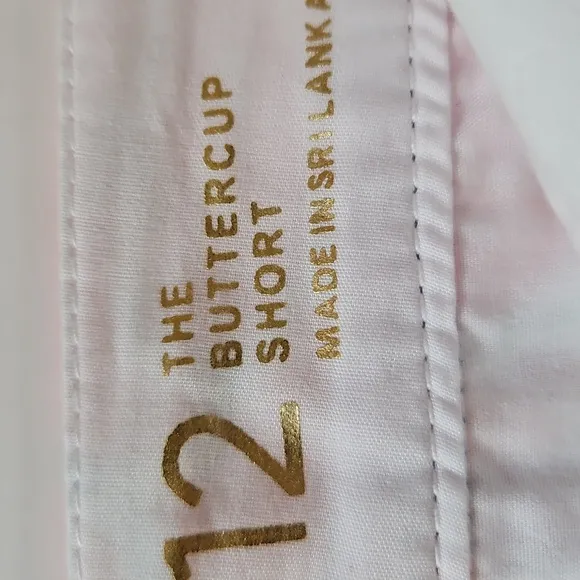 12
THE
BUTTERCUP
SHORT
MADE IN SRI LANKA